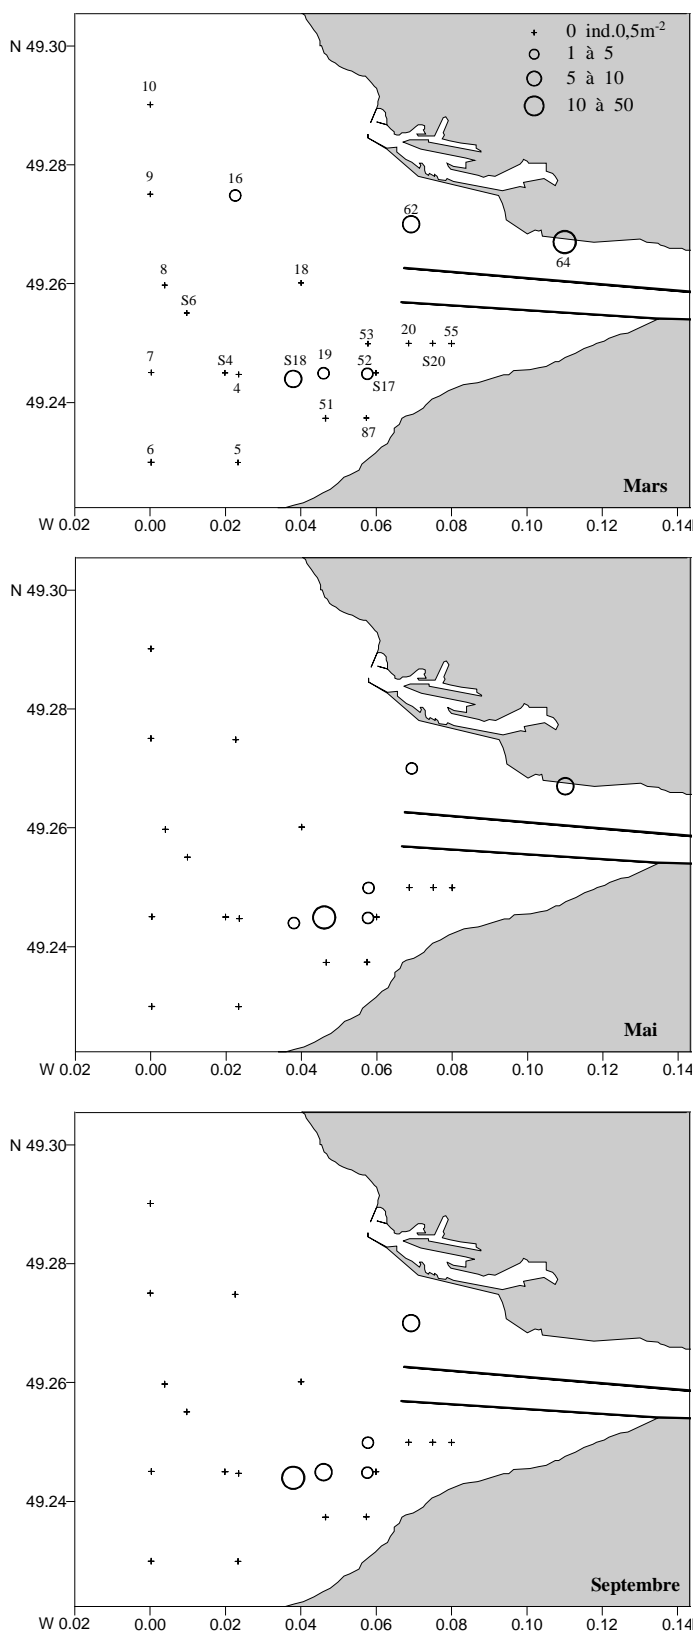 N 49.30
0 ind.0,5m-2
1 à 5
5 à 10
10 à 50
10
49.28
9
16
62
64
49.26
8
18
S6
53
20
55
7
S4
S18
19
52
S20
4
S17
49.24
51
87
6
5
Mars
W 0.02
0.00
0.02
0.04
0.06
0.08
0.10
0.12
0.14
N 49.30
49.28
49.26
49.24
Mai
W 0.02
0.00
0.02
0.04
0.06
0.08
0.10
0.12
0.14
N 49.30
49.28
49.26
49.24
Septembre
W 0.02
0.00
0.02
0.04
0.06
0.08
0.10
0.12
0.14